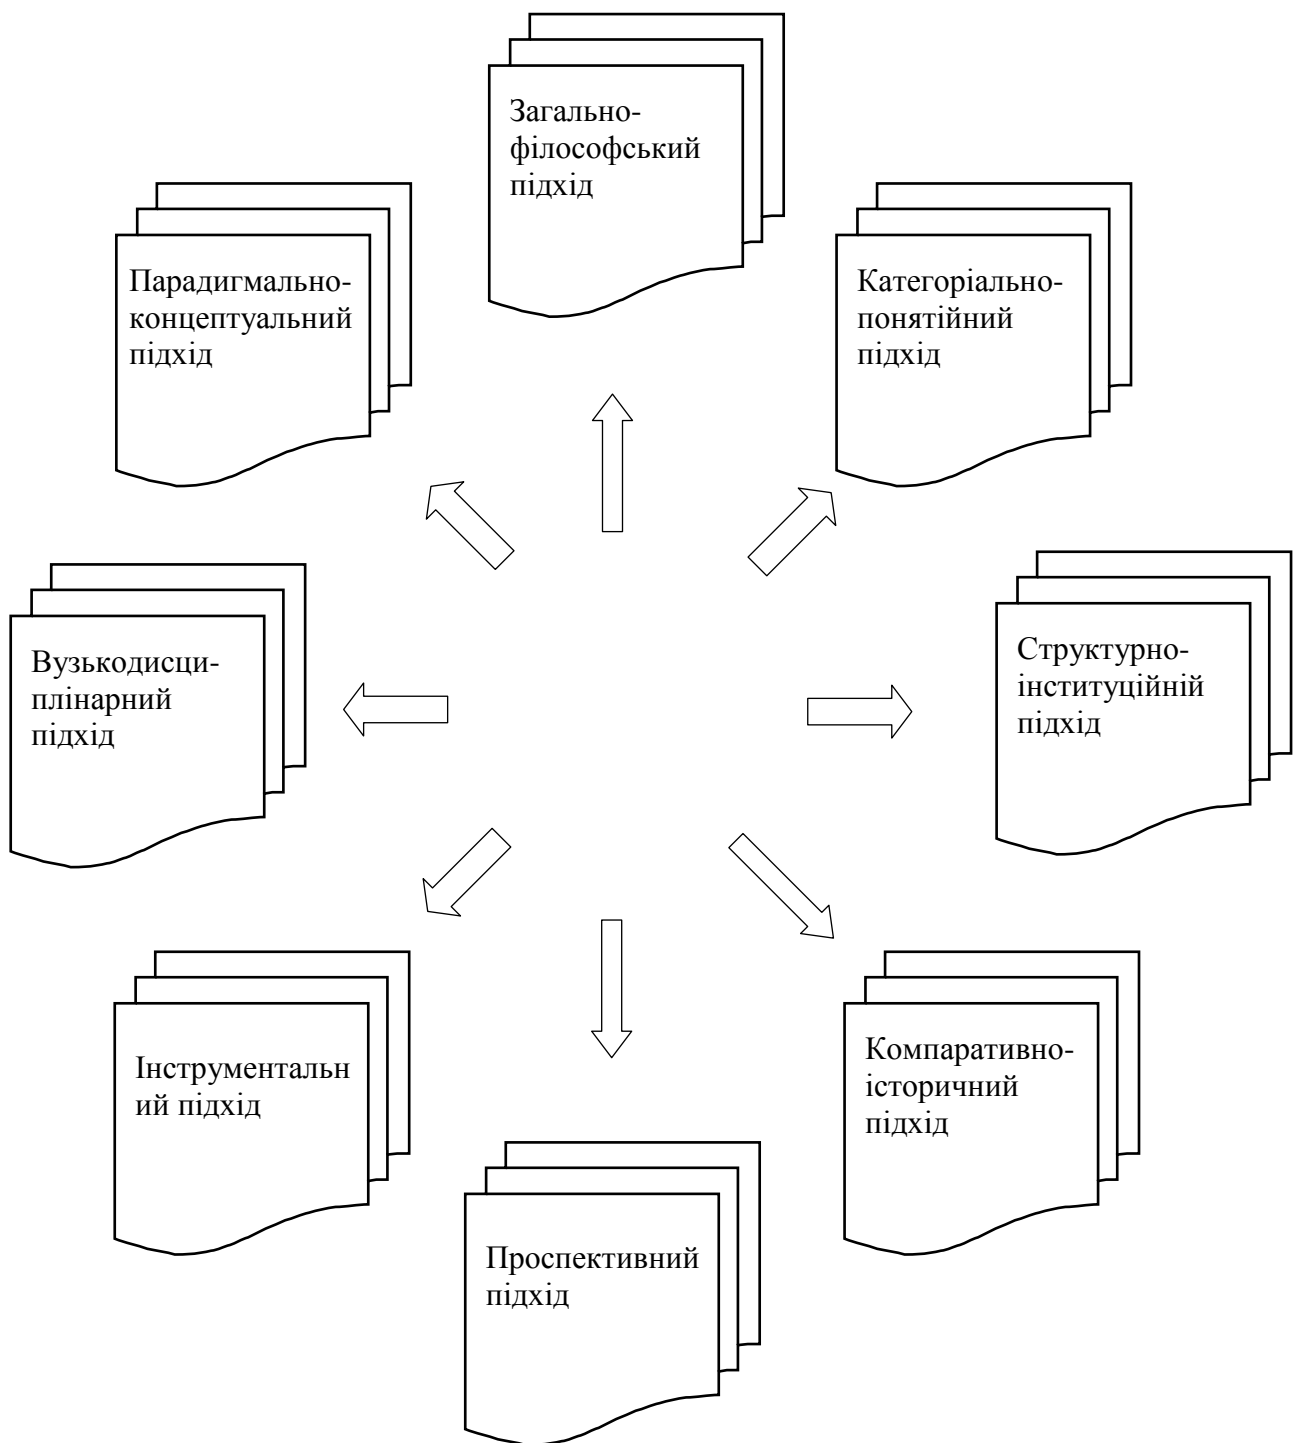 Загально-
філософський
підхід
Парадигмально-
концептуальний
підхід
Категоріально-
понятійний
підхід
Вузькодисци-
плінарний
підхід
Структурно-
інституційній
підхід
Інструментальн
ий підхід
Компаративно-
історичний
підхід
Проспективний
підхід